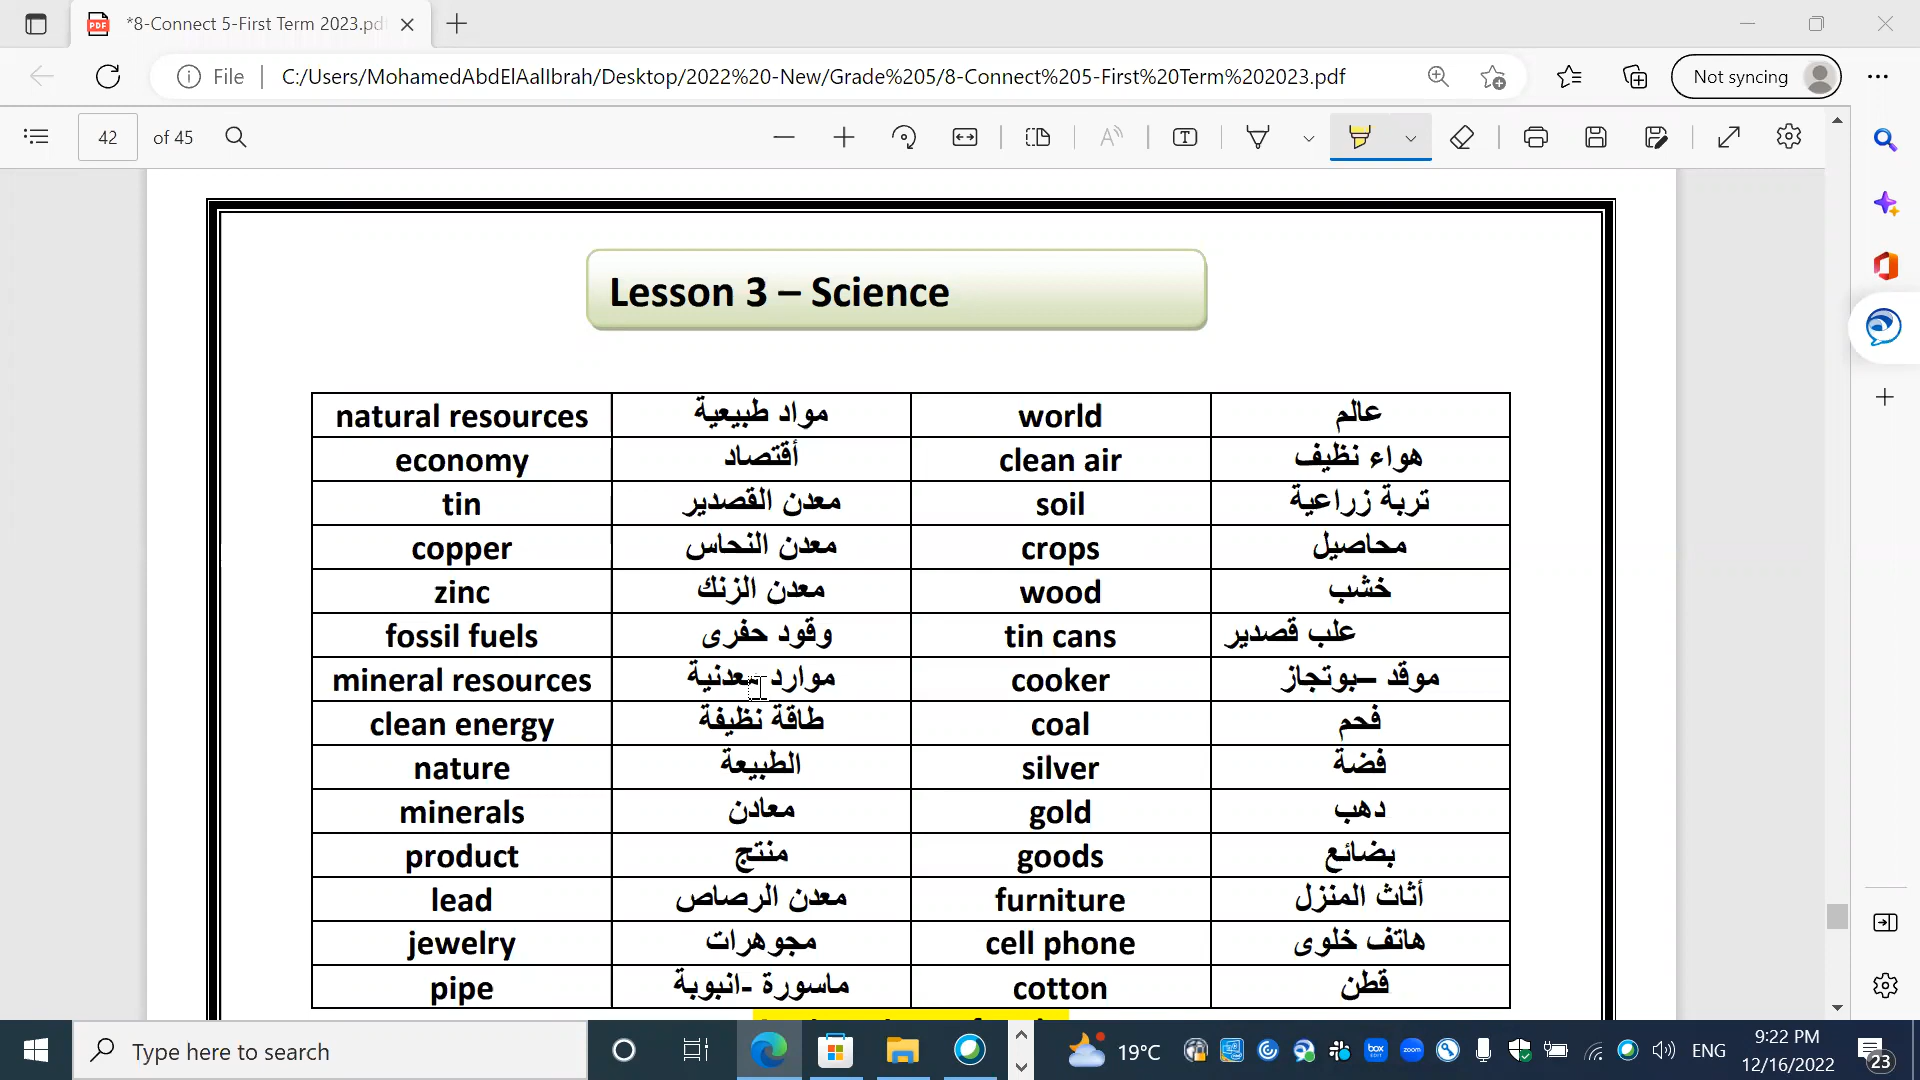 *8-Connect 5-First Term 2023.pdf
File
C:/Users/MohamedAbdElAalIbrah/Desktop/2022%20-New/Grade%205/8-Connect%205-First%20Term%202023.pdf
Not syncing
42 of 45
Lesson 3 – Science
natural resources مواد طبيعية world عالم
economy أقتصاد clean air هواء نظيف
tin معدن القصدير soil تربة زراعية
copper معدن النحاس crops محاصيل
zinc معدن الزنك wood خشب
fossil fuels وقود حفرى tin cans علب قصدير
mineral resources موارد معدنية cooker موقد –بوتجاز
clean energy طاقة نظيفة coal فحم
nature الطبيعة silver فضة
minerals معادن gold دهب
product منتج goods بضائع
lead معدن الرصاص furniture أثاث المنزل
jewelry مجوهرات cell phone هاتف خلوى
pipe ماسورة -انبوبة cotton قطن
Type here to search
19°C
ENG
9:22 PM
12/16/2022
23